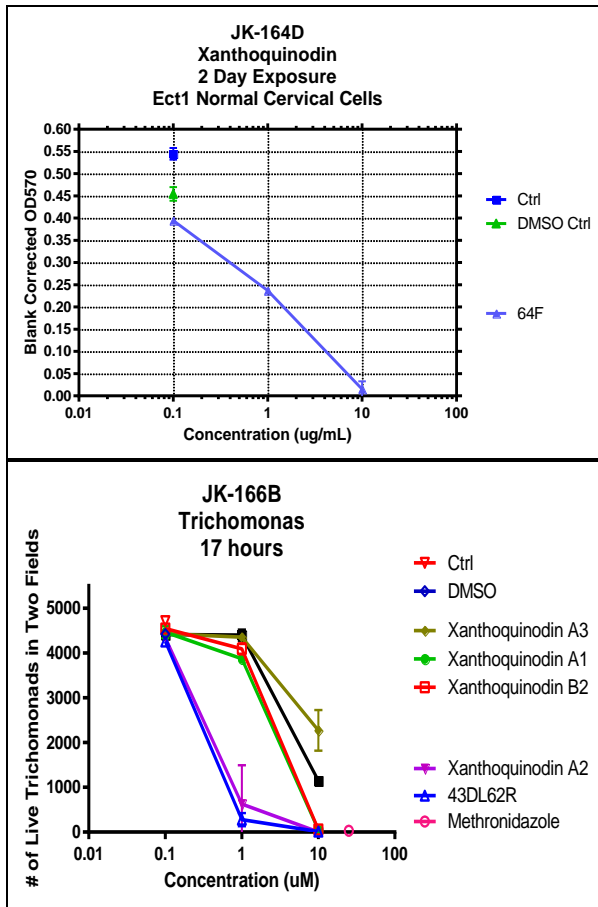 JK-164D
Xanthoquinodin
2 Day Exposure
Ect1 Normal Cervical Cells
Blank Corrected OD570
0.60
0.55
0.50
0.45
0.40
0.35
0.30
0.25
0.20
0.15
0.10
0.05
0.00
0.01
0.1
1
10
100
Concentration (ug/mL)
Ctrl
DMSO Ctrl
64F
JK-166B
Trichomonas
17 hours
# of Live Trichomonads in Two Fields
5000
4000
3000
2000
1000
0
0.01
0.1
1
10
100
Concentration (uM)
Ctrl
DMSO
Xanthoquinodin A3
Xanthoquinodin A1
Xanthoquinodin B2
Xanthoquinodin A2
43DL62R
Methronidazole